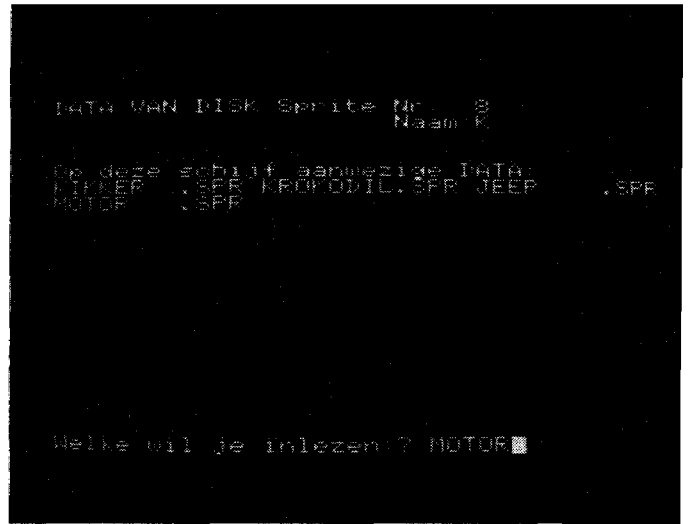 DATA VAN DISK Sprite Nr. 8
Naam K
Op deze schijf aanwezige DATA:
KIKKER .SPR KROKODIL.SPR JEEP .SPR
MOTOR .SPR
Welke wil je inlezen ? MOTOR